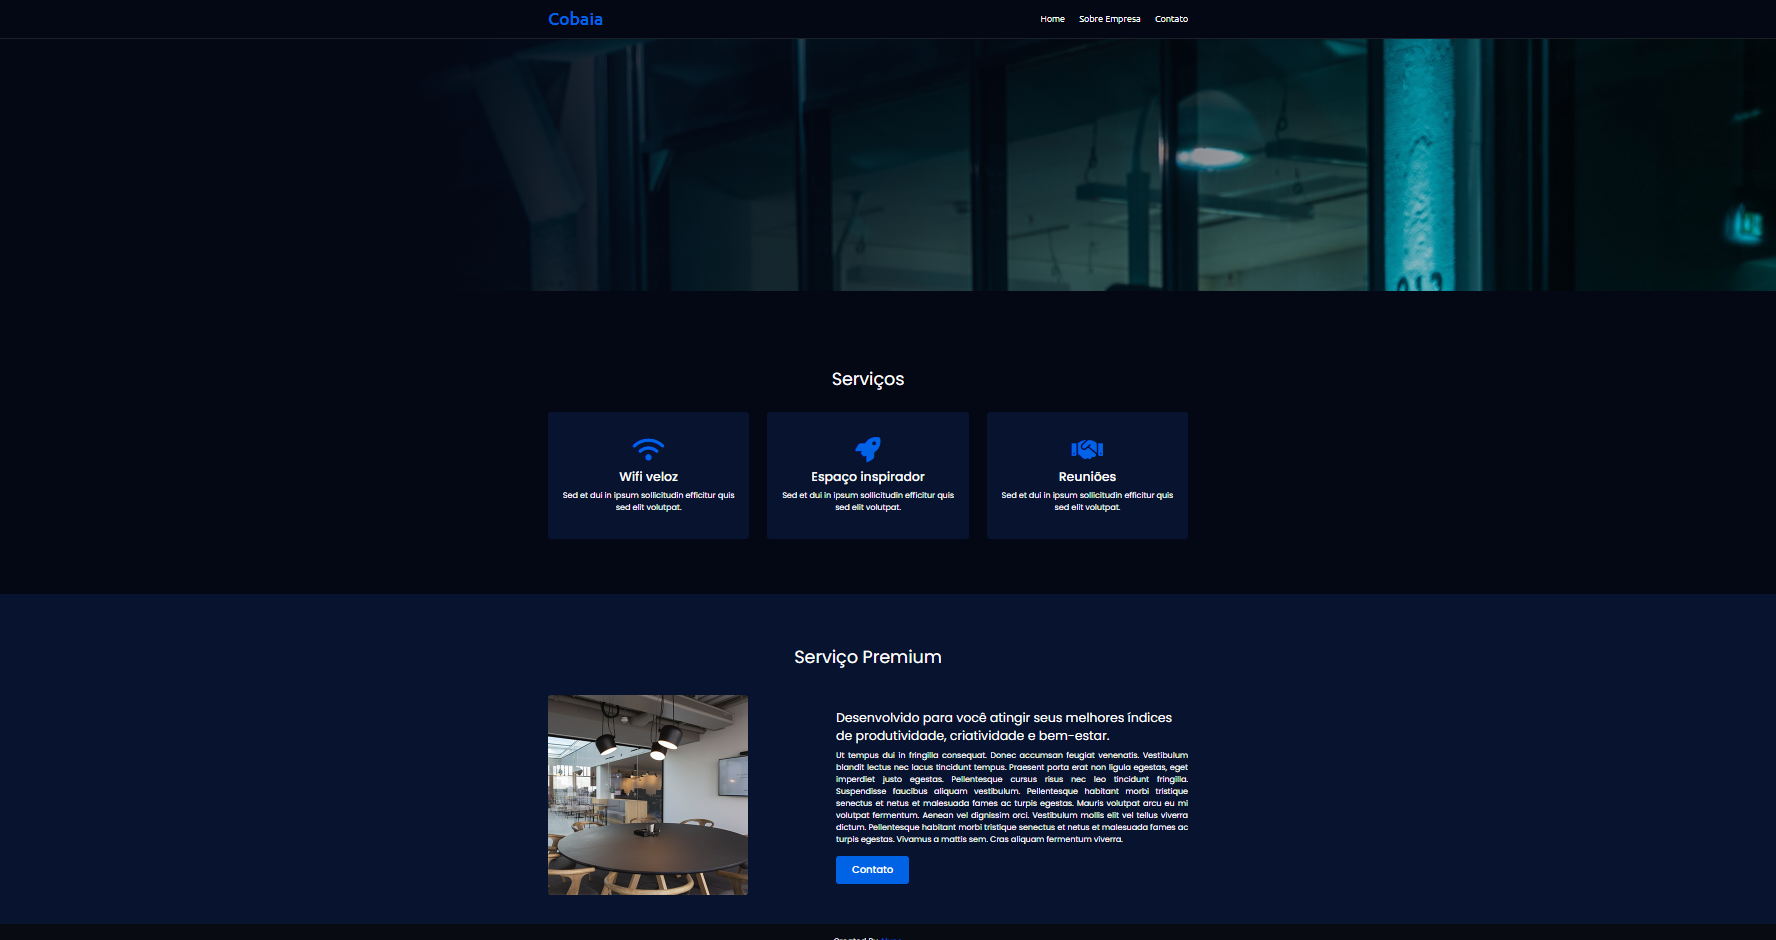 Cobaia
Home Sobre Empresa Contato
Serviços
Wifi veloz
Sed et dui in ipsum sollicitudin efficitur quis
sed elit volutpat.
Espaço inspirador
Sed et dui in ipsum sollicitudin efficitur quis
sed elit volutpat.
Reuniões
Sed et dui in ipsum sollicitudin efficitur quis
sed elit volutpat.
Serviço Premium
Desenvolvido para você atingir seus melhores índices
de produtividade, criatividade e bem-estar.
Ut tempus dui in fringilla consequat. Donec accumsan feugiat venenatis. Vestibulum
blandit lectus nec lacus tincidunt tempus. Praesent porta erat non ligula egestas, eget
imperdiet justo egestas. Pellentesque cursus risus nec leo tincidunt fringilla.
Suspendisse faucibus aliquam vestibulum. Pellentesque habitant morbi tristique
senectus et netus et malesuada fames ac turpis egestas. Mauris volutpat arcu eu mi
volutpat fermentum. Aenean vel dignissim orci. Vestibulum mollis elit vel tellus viverra
dictum. Pellentesque habitant morbi tristique senectus et netus et malesuada fames ac
turpis egestas. Vivamus a mattis sem. Cras aliquam fermentum viverra.
Contato
Created By